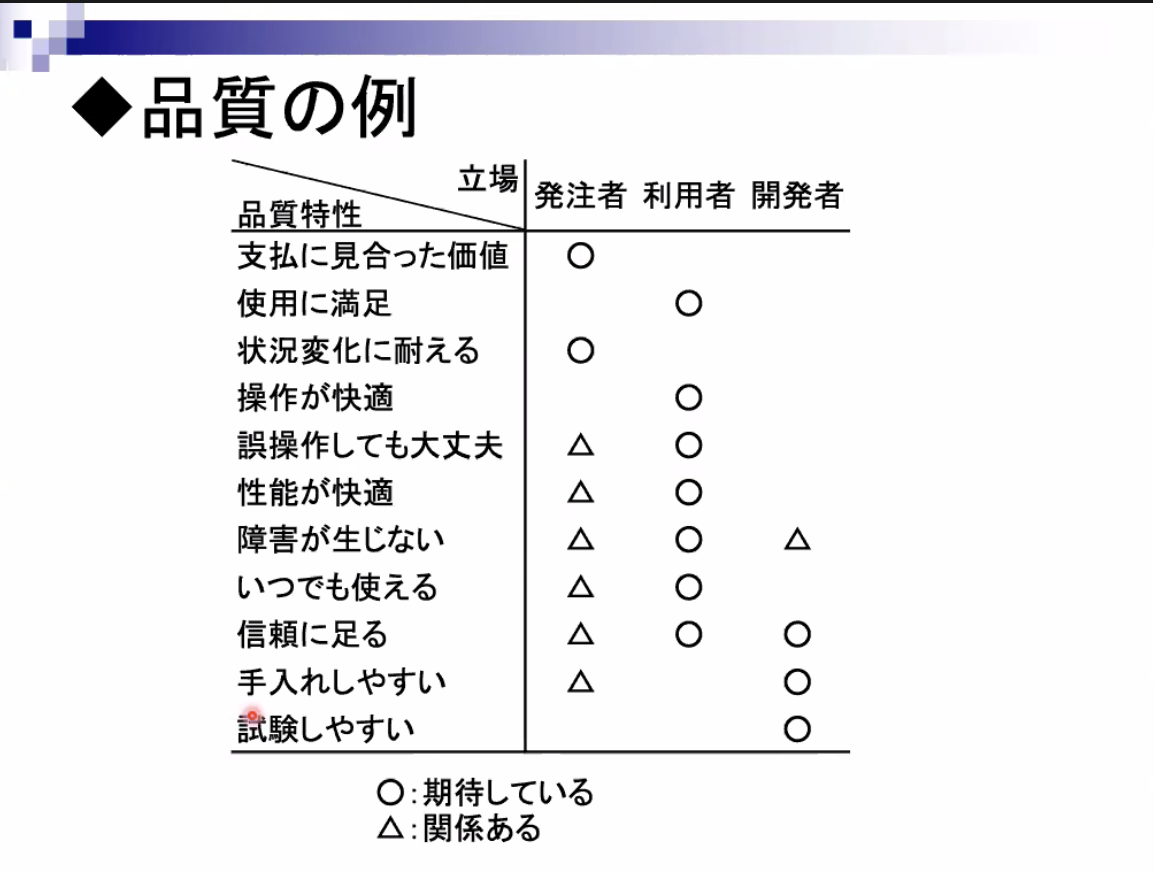 ◆品質の例
立場
品質特性
発注者 利用者 開発者
支払に見合った価値 ○
使用に満足 ○
状況変化に耐える ○
操作が快適 ○
誤操作しても大丈夫 △ ○
性能が快適 △ ○
障害が生じない △ ○ △
いつでも使える △ ○
信頼に足る △ ○ ○
手入れしやすい △ ○
試験しやすい ○
○:期待している
△:関係ある